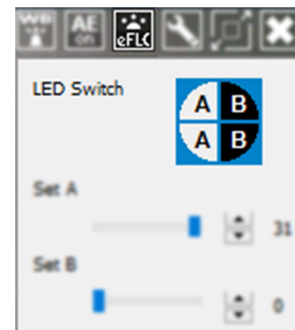 WB AE on eFLC
LED Switch
A B
A B
Set A
31
Set B
0